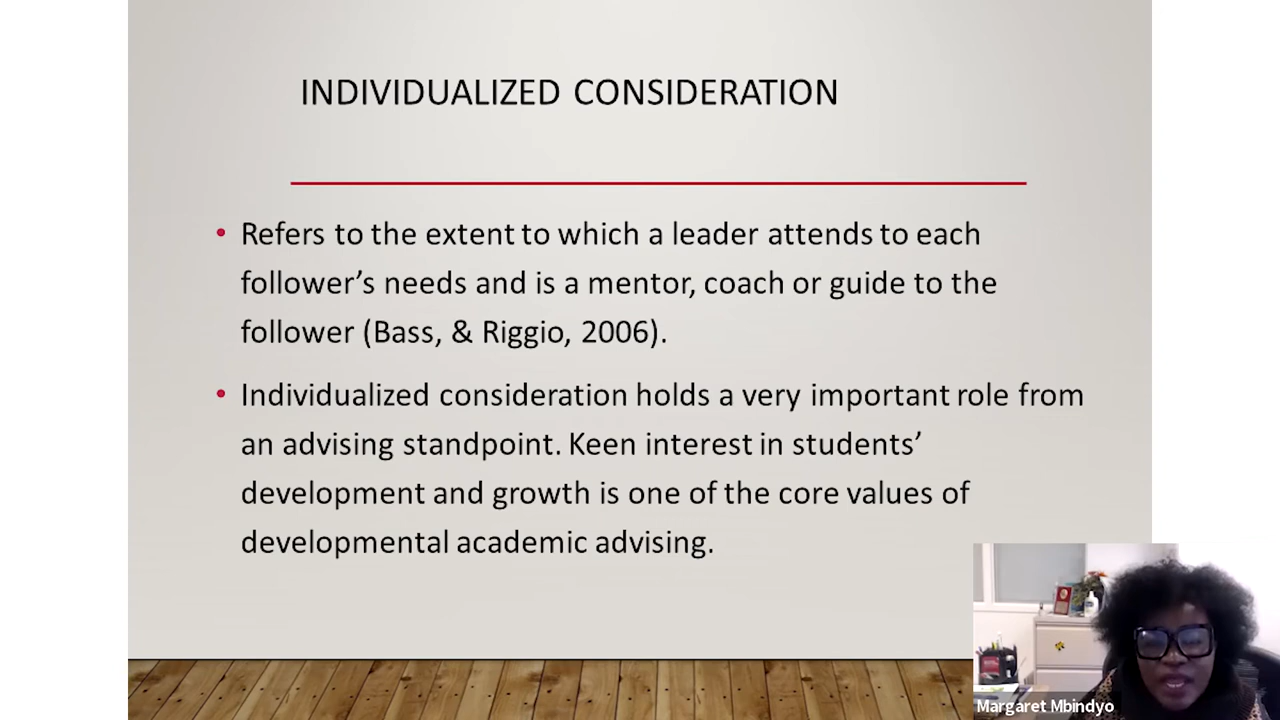 INDIVIDUALIZED CONSIDERATION
• Refers to the extent to which a leader attends to each
follower’s needs and is a mentor, coach or guide to the
follower (Bass, & Riggio, 2006).
• Individualized consideration holds a very important role from
an advising standpoint. Keen interest in students’
development and growth is one of the core values of
developmental academic advising.
Margaret Mbindyo